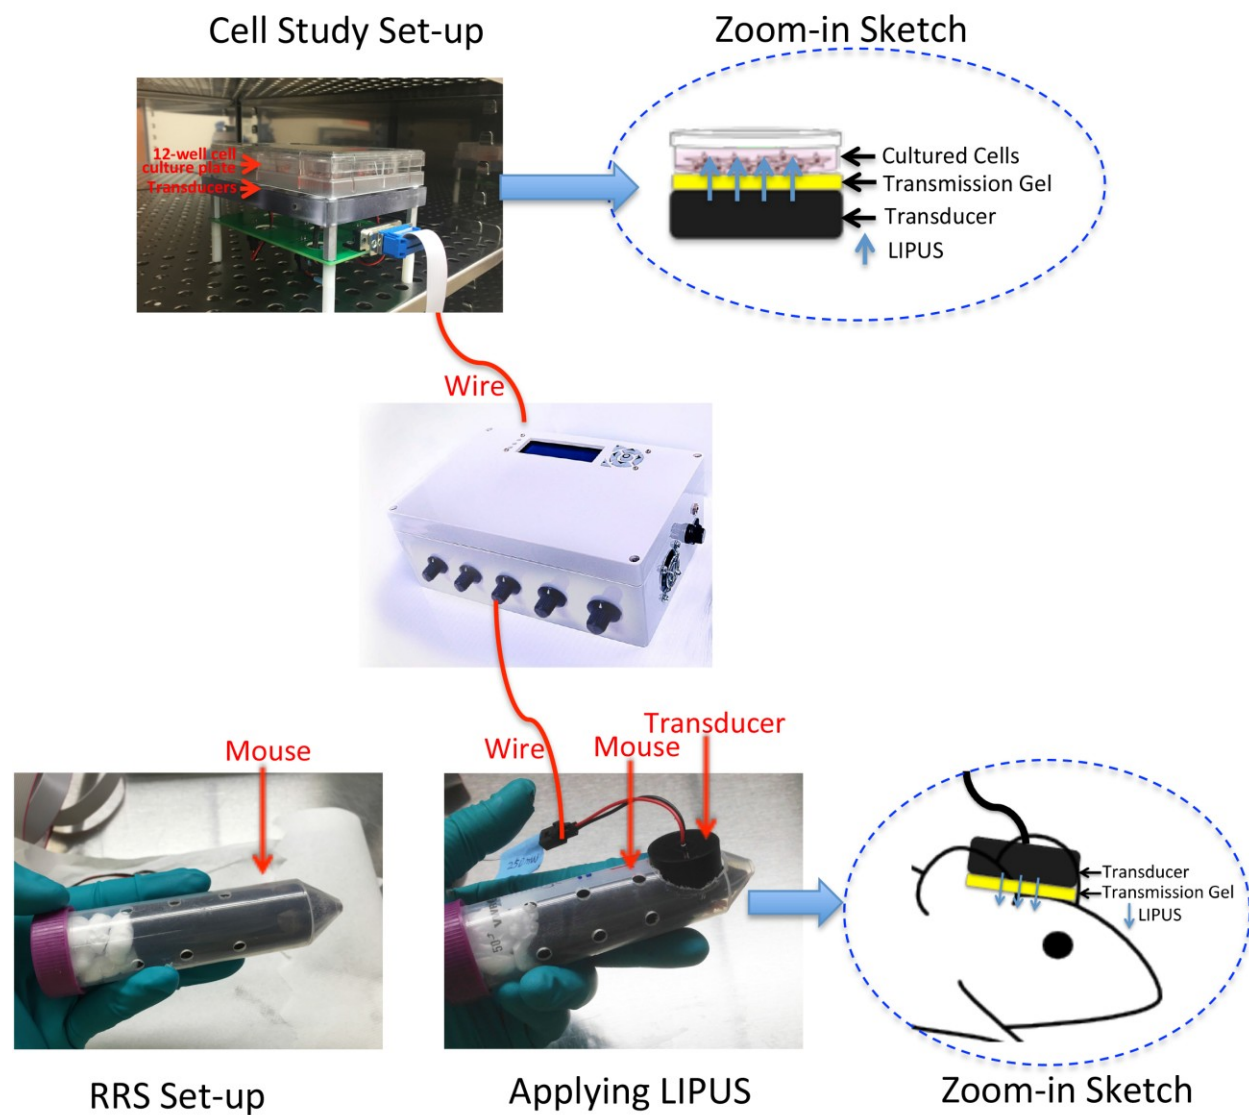 Cell Study Set-up
Zoom-in Sketch
12-well cell
culture plate
Transducers
Cultured Cells
Transmission Gel
Transducer
LIPUS
Wire
Transducer
Wire
Mouse
Mouse
Transducer
Transmission Gel
LIPUS
RRS Set-up
Applying LIPUS
Zoom-in Sketch